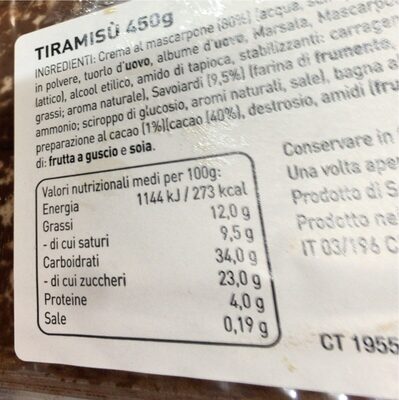 TIRAMISÙ 450g
INGREDIENTI: Crema al mascarpone (80%) (acqua,
in polvere, tuorlo d'uovo, albume d'uovo, Marsala, Mascarpo
lattico), alcool etilico, amido di tapioca, stabilizzanti: carragen
grassi; aroma naturale), Savoiardi (9,5%) (farina di frumento,
ammonio; sciroppo di glucosio, aromi naturali, sale), bagna al
preparazione al cacao (1%)(cacao (40%), destrosio, amidi (fru
di: frutta a guscio e soia.
Valori nutrizionali medi per 100g:
Energia 1144 kJ / 273 kcal
Grassi 12,0 g
- di cui saturi 9,5 g
Carboidrati 34,0 g
- di cui zuccheri 23,0 g
Proteine 4,0 g
Sale 0,19 g
Conservare in
Una volta aper
Prodotto di
Prodotto ne
IT 03/196 C
CT 1955